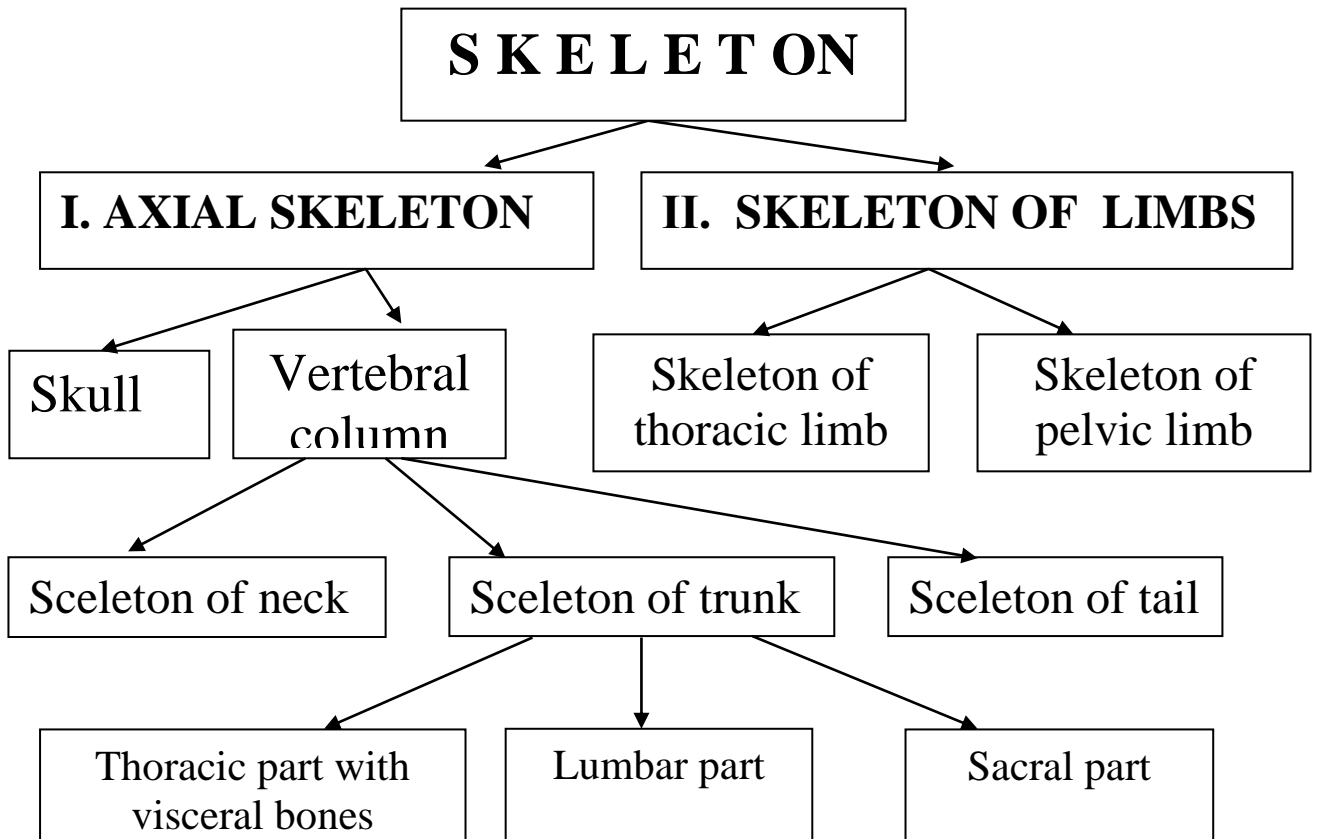 S K E L E T ON
I. AXIAL SKELETON
II. SKELETON OF LIMBS
Skull
Vertebral
column
Skeleton of
thoracic limb
Skeleton of
pelvic limb
Sceleton of neck
Sceleton of trunk
Sceleton of tail
Thoracic part with
visceral bones
Lumbar part
Sacral part